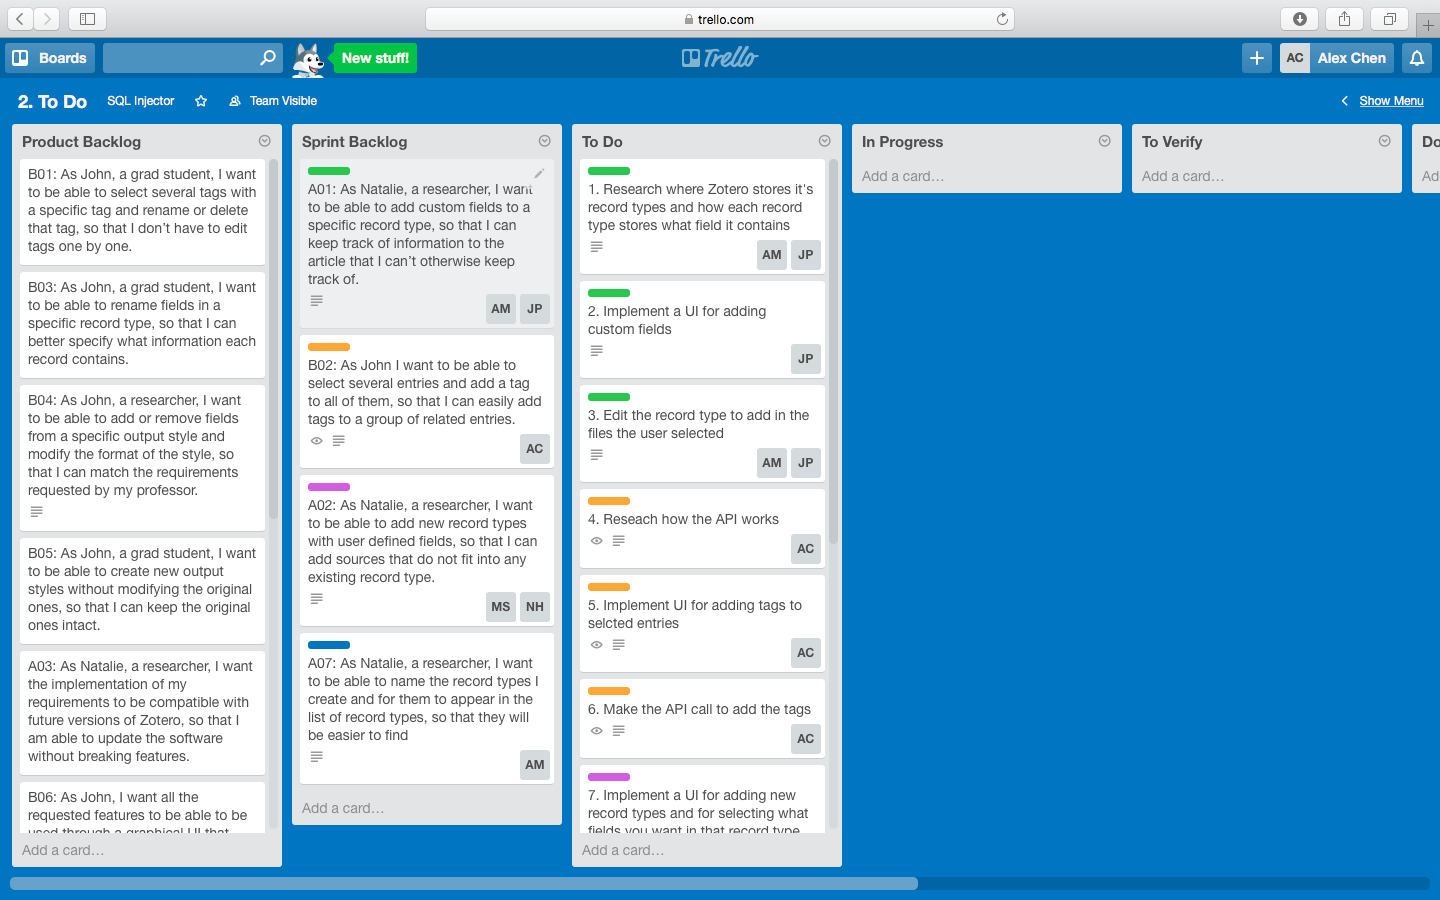 trello.com
Boards
New stuff!
Trello
AC Alex Chen
2. To Do SQL Injector Team Visible
Show Menu
Product Backlog
B01: As John, a grad student, I want
to be able to select several tags with
a specific tag and rename or delete
that tag, so that I don’t have to edit
tags one by one.
B03: As John, a grad student, I want
to be able to rename fields in a
specific record type, so that I can
better specify what information each
record contains.
B04: As John, a researcher, I want
to be able to add or remove fields
from a specific output style and
modify the format of the style, so
that I can match the requirements
requested by my professor.
B05: As John, a grad student, I want
to be able to create new output
styles without modifying the original
ones, so that I can keep the original
ones intact.
A03: As Natalie, a researcher, I want
the implementation of my
requirements to be compatible with
future versions of Zotero, so that I
am able to update the software
without breaking features.
B06: As John, I want all the
requested features to be able to be
used through a graphical UI that
Add a card…
Sprint Backlog
A01: As Natalie, a researcher, I want
to be able to add custom fields to a
specific record type, so that I can
keep track of information to the
article that I can’t otherwise keep
track of.
AM JP
B02: As John I want to be able to
select several entries and add a tag
to all of them, so that I can easily add
tags to a group of related entries.
AC
A02: As Natalie, a researcher, I want
to be able to add new record types
with user defined fields, so that I can
add sources that do not fit into any
existing record type.
MS NH
A07: As Natalie, a researcher, I want
to be able to name the record types I
create and for them to appear in the
list of record types, so that they will
be easier to find
AM
Add a card…
To Do
1. Research where Zotero stores it's
record types and how each record
type stores what field it contains
AM JP
2. Implement a UI for adding
custom fields
JP
3. Edit the record type to add in the
files the user selected
AM JP
4. Reseach how the API works
AC
5. Implement UI for adding tags to
selcted entries
AC
6. Make the API call to add the tags
AC
7. Implement a UI for adding new
record types and for selecting what
fields you want in that record type
Add a card…
In Progress
Add a card…
To Verify
Add a card…
Do
Ad